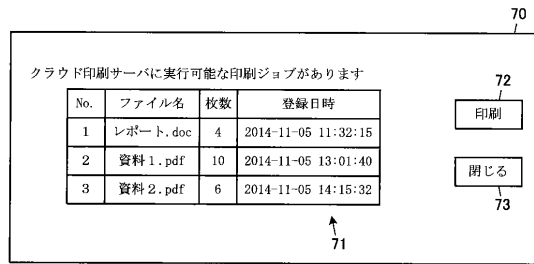 70
クラウド印刷サーバに実行可能な印刷ジョブがあります
72
No. ファイル名 枚数 登録日時
印刷
1 レポート.doc 4 2014-11-05 11:32:15
2 資料1.pdf 10 2014-11-05 13:01:40
閉じる
3 資料2.pdf 6 2014-11-05 14:15:32
73
71